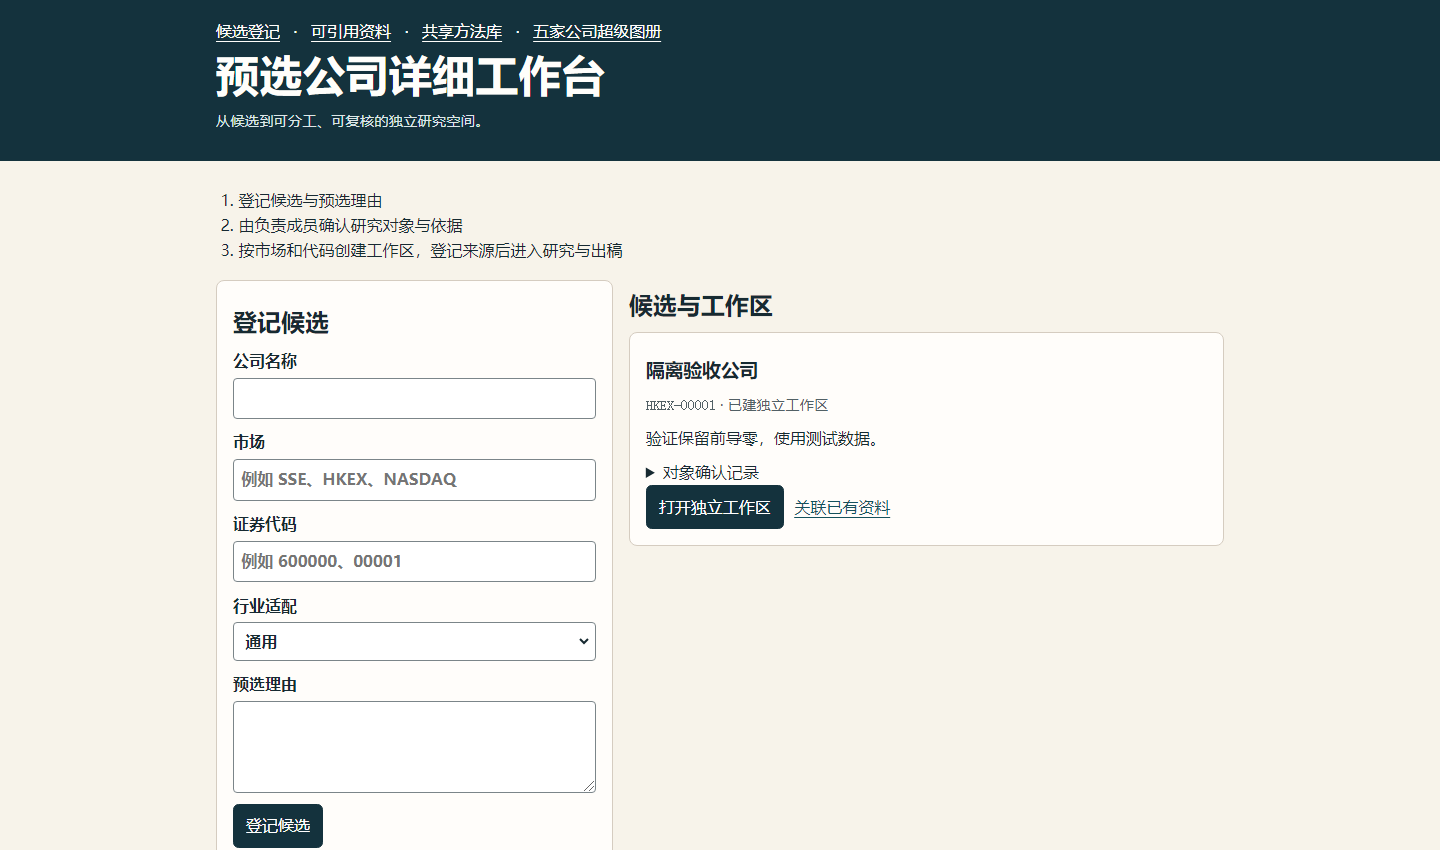 候选登记 · 可引用资料 · 共享方法库 · 五家公司超级图册
预选公司详细工作台
从候选到可分工、可复核的独立研究空间。
1. 登记候选与预选理由
2. 由负责成员确认研究对象与依据
3. 按市场和代码创建工作区，登记来源后进入研究与出稿
登记候选
公司名称
市场
例如 SSE、HKEX、NASDAQ
证券代码
例如 600000、00001
行业适配
通用
预选理由
登记候选
候选与工作区
隔离验收公司
HKEX-00001 · 已建独立工作区
验证保留前导零，使用测试数据。
▶ 对象确认记录
打开独立工作区 关联已有资料